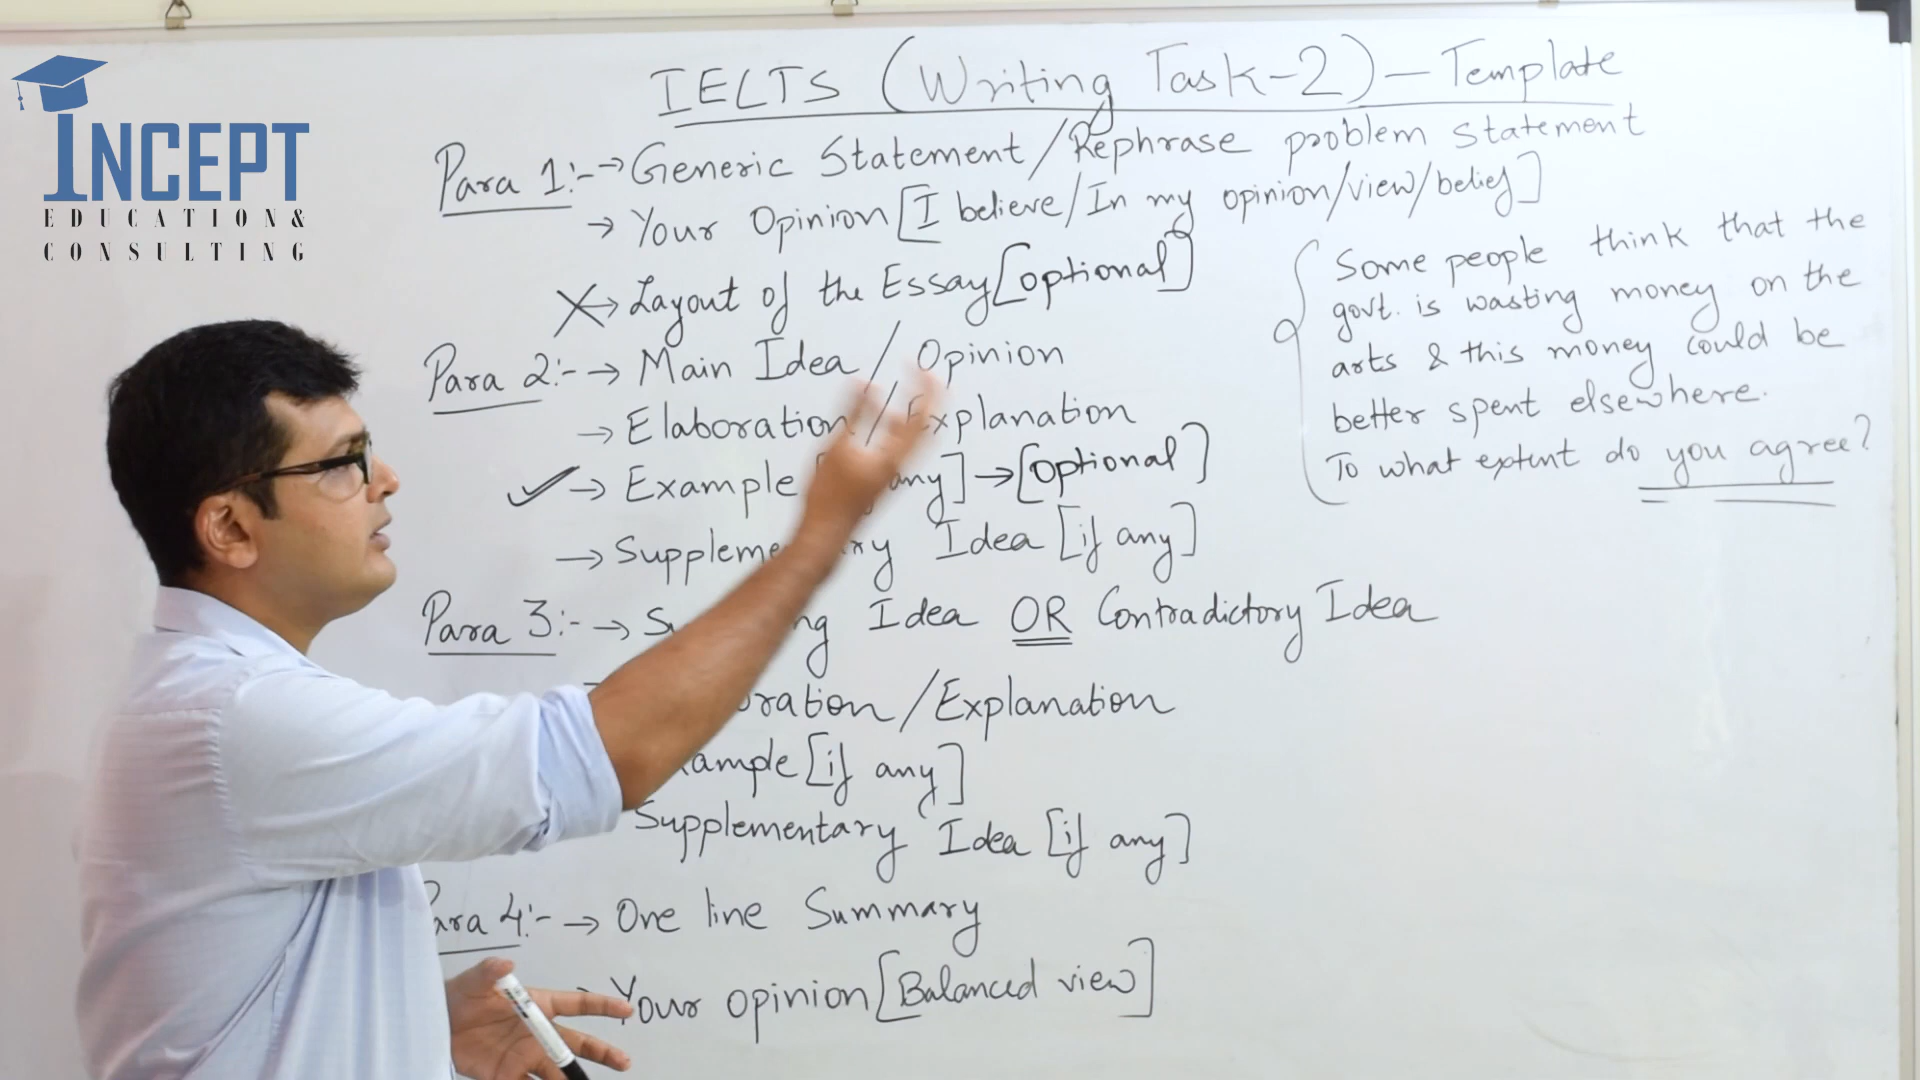 INCEPT
EDUCATION&
CONSULTING
IELTS (Writing Task-2) – Template
Para 1:- → Generic Statement / Rephrase problem statement
→ Your Opinion [I believe/In my opinion/view/belief]
X → Layout of the Essay [optional]
Para 2:- → Main Idea / Opinion
→ Elaboration / Explanation
✓ → Example any] → [Optional]
→ Supplementary Idea [if any]
Para 3:- → Idea OR Contradictory Idea
/Explanation
[if any]
Supplementary Idea [if any]
Para 4:- → One line Summary
Your opinion [Balanced view]
Some people think that the
govt. is wasting money on the
arts & this money could be
better spent elsewhere.
To what extent do you agree?